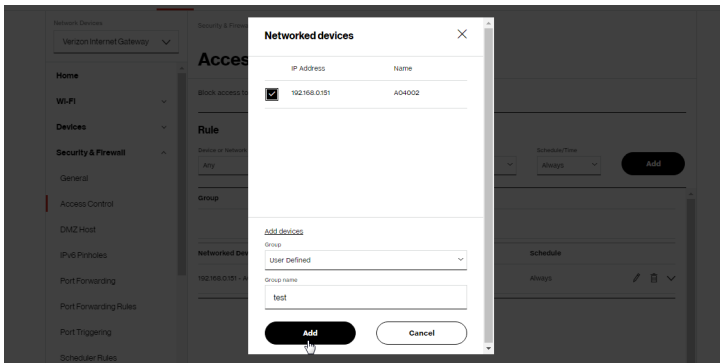 Network Devices
Verizon Internet Gateway
Home
Wi-Fi
Devices
Security & Firewall
General
Access Control
DMZ Host
IPv6 Pinholes
Port Forwarding
Port Forwarding Rules
Port Triggering
Scheduler Rules
Security & Firewall
Acces
Block access to
Rule
Device or Network
Any
Scheduler/Time
Always
Add
Group
Networked Dev
Schedule
192.168.0.151 - A
Always
Networked devices
IP Address Name
192.168.0.151 A04002
Add devices
Group
User Defined
Group name
test
Add Cancel